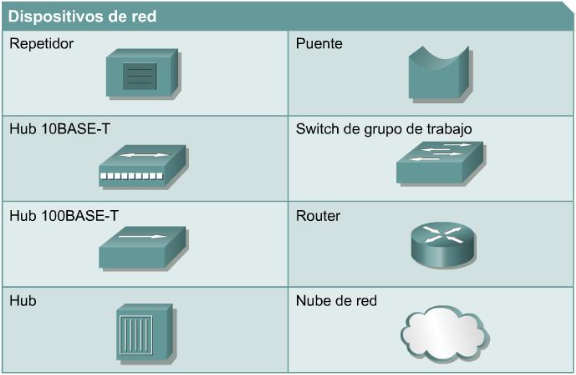 Dispositivos de red
Repetidor
Puente
Hub 10BASE-T
Switch de grupo de trabajo
Hub 100BASE-T
Router
Hub
Nube de red